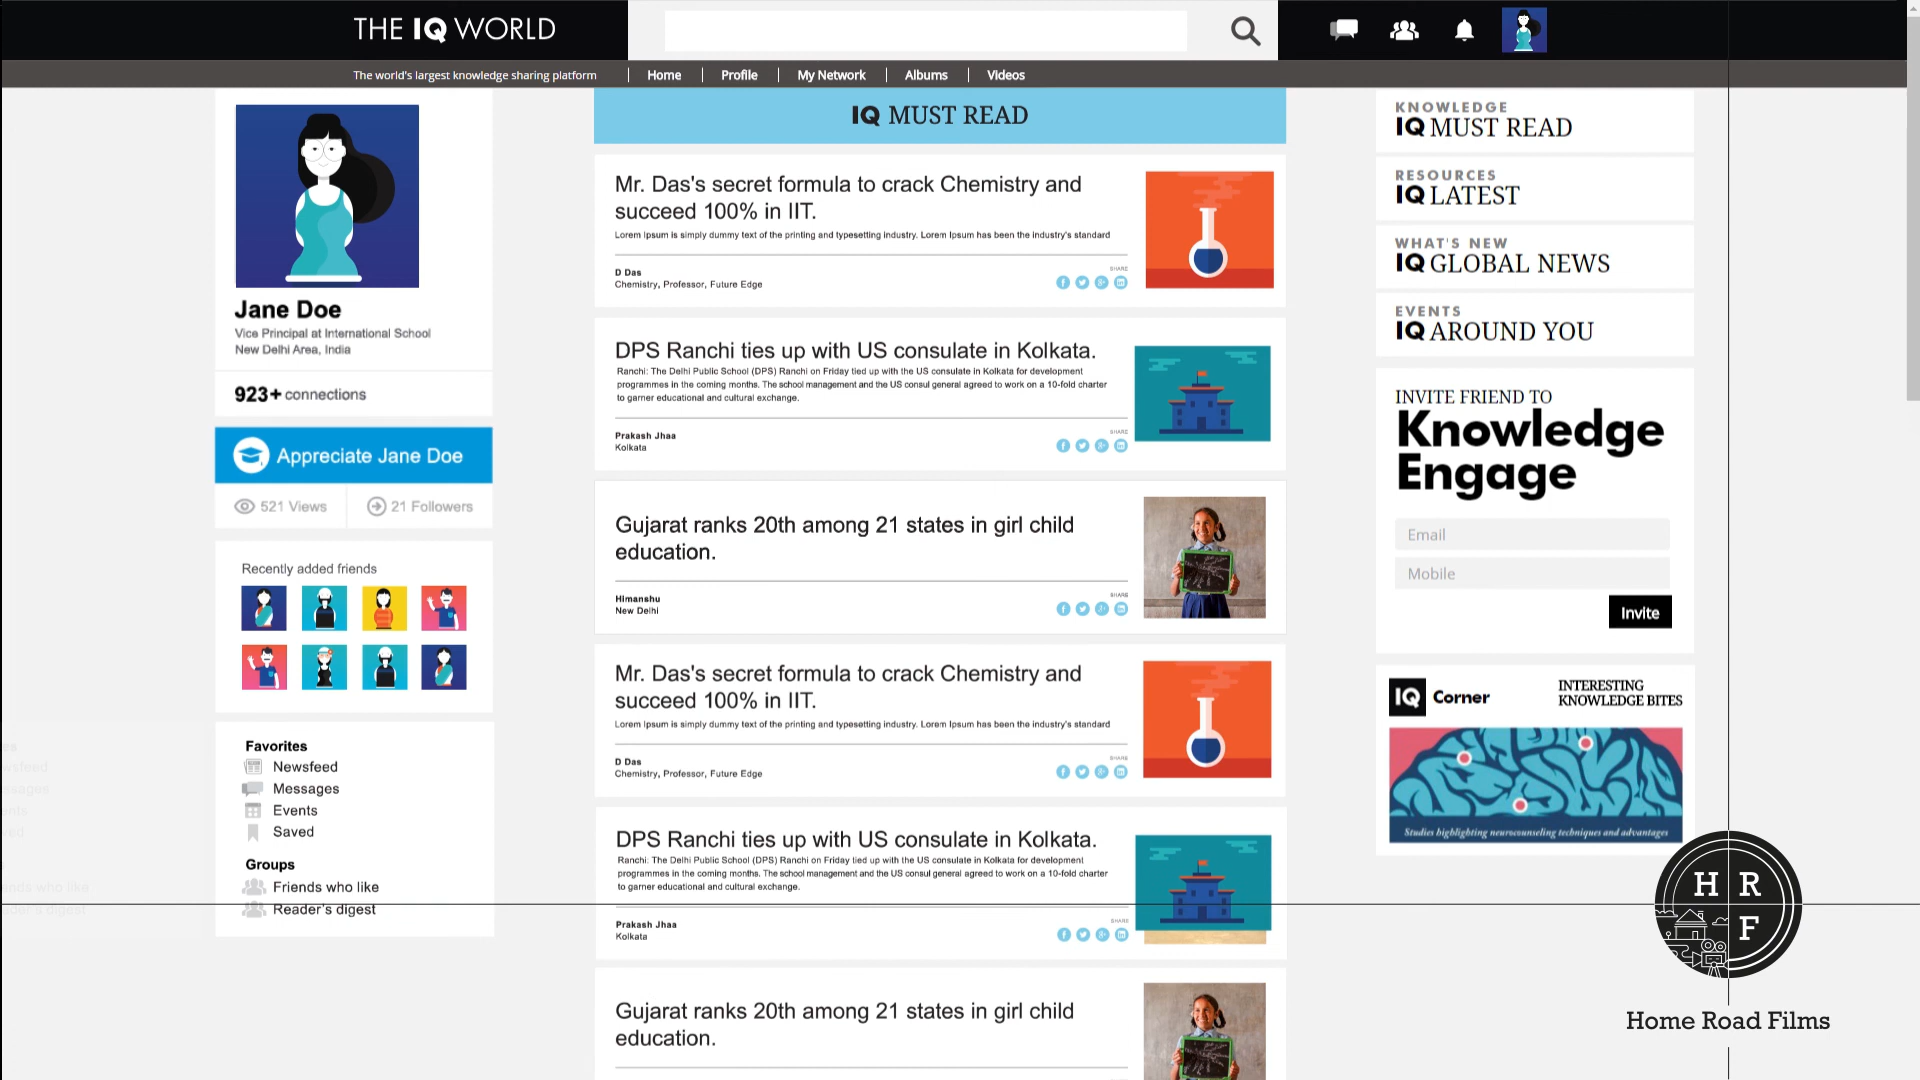 THE IQ WORLD
The world's largest knowledge sharing platform
Home
Profile
My Network
Albums
Videos
Jane Doe
Vice Principal at International School
New Delhi Area, India
923+ connections
Appreciate Jane Doe
521 Views
21 Followers
Recently added friends
Favorites
Newsfeed
Messages
Events
Saved
Groups
Friends who like
Reader's digest
IQ MUST READ
Mr. Das's secret formula to crack Chemistry and
succeed 100% in IIT.
Lorem Ipsum is simply dummy text of the printing and typesetting industry. Lorem Ipsum has been the industry's standard
D Das
Chemistry, Professor, Future Edge
SHARE
DPS Ranchi ties up with US consulate in Kolkata.
Ranchi: The Delhi Public School (DPS) Ranchi on Friday tied up with the US consulate in Kolkata for development
programmes in the coming months. The school management and the US consul general agreed to work on a 10-fold charter
to garner educational and cultural exchange.
Prakash Jhaa
Kolkata
SHARE
Gujarat ranks 20th among 21 states in girl child
education.
Himanshu
New Delhi
SHARE
Mr. Das's secret formula to crack Chemistry and
succeed 100% in IIT.
Lorem Ipsum is simply dummy text of the printing and typesetting industry. Lorem Ipsum has been the industry's standard
D Das
Chemistry, Professor, Future Edge
SHARE
DPS Ranchi ties up with US consulate in Kolkata.
Ranchi: The Delhi Public School (DPS) Ranchi on Friday tied up with the US consulate in Kolkata for development
programmes in the coming months. The school management and the US consul general agreed to work on a 10-fold charter
to garner educational and cultural exchange.
Prakash Jhaa
Kolkata
SHARE
Gujarat ranks 20th among 21 states in girl child
education.
KNOWLEDGE
IQ MUST READ
RESOURCES
IQ LATEST
WHAT'S NEW
IQ GLOBAL NEWS
EVENTS
IQ AROUND YOU
INVITE FRIEND TO
Knowledge
Engage
Email
Mobile
Invite
IQ Corner
INTERESTING
KNOWLEDGE BITES
Studies highlighting neurocounseling techniques and advantages
H R
F
Home Road Films